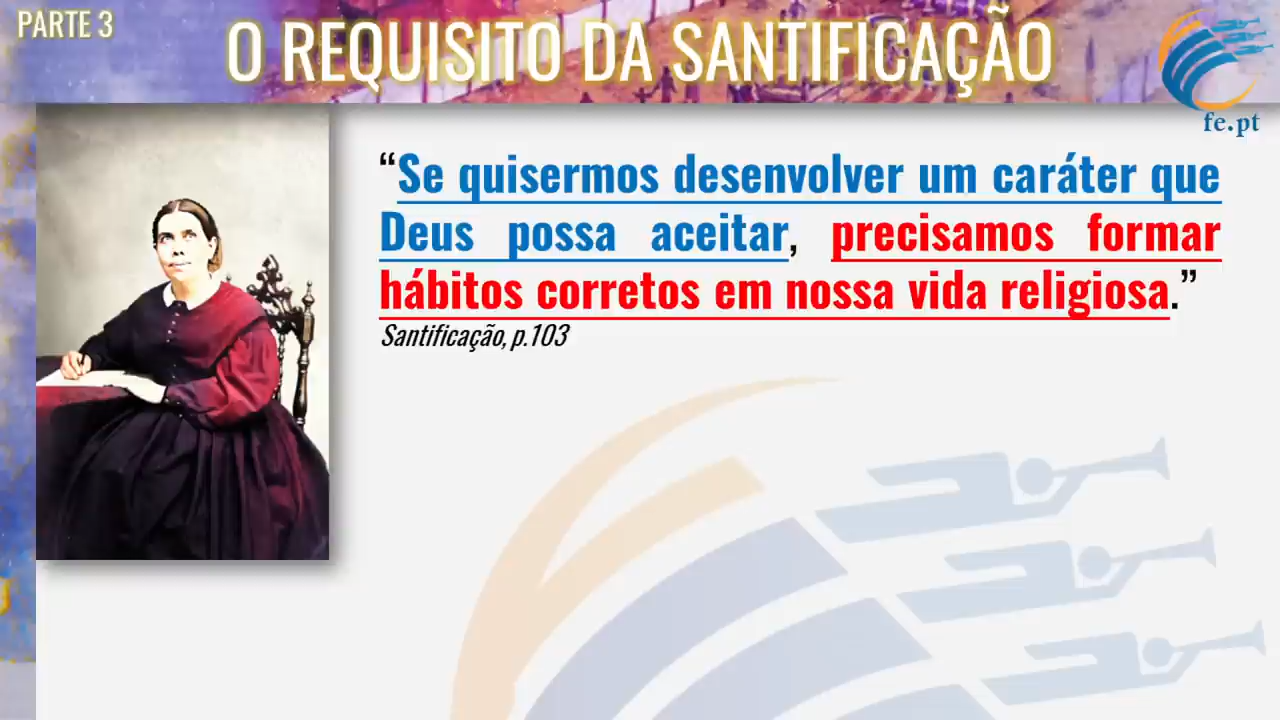 PARTE 3
O REQUISITO DA SANTIFICAÇÃO
fe.pt
“Se quisermos desenvolver um caráter que
Deus possa aceitar, precisamos formar
hábitos corretos em nossa vida religiosa.”
Santificação, p.103